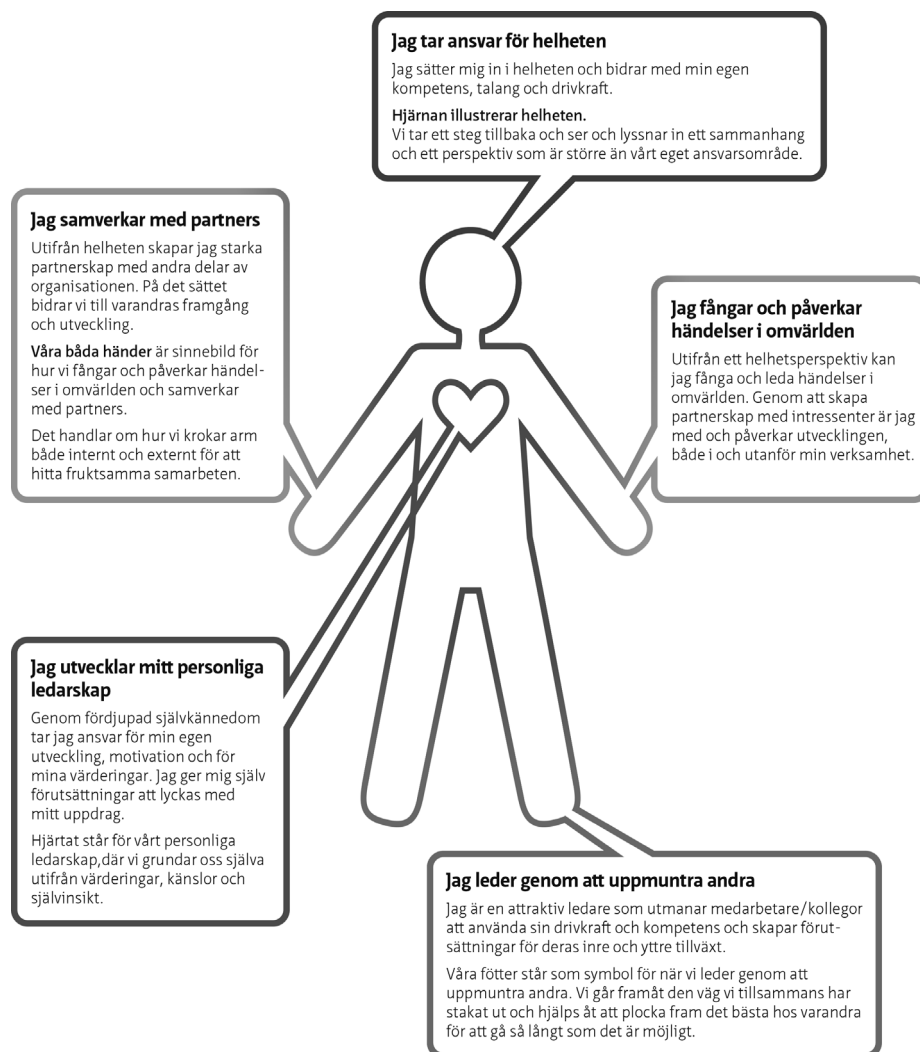 Jag tar ansvar för helheten
Jag sätter mig in i helheten och bidrar med min egen
kompetens, talang och drivkraft.
Hjärnan illustrerar helheten.
Vi tar ett steg tillbaka och ser och lyssnar in ett sammanhang
och ett perspektiv som är större än vårt eget ansvarsområde.
Jag samverkar med partners
Utifrån helheten skapar jag starka
partnerskap med andra delar av
organisationen. På det sättet
bidrar vi till varandras framgång
och utveckling.
Våra båda händer är sinnebild för
hur vi fångar och påverkar händel-
ser i omvärlden och samverkar
med partners.
Det handlar om hur vi krokar arm
både internt och externt för att
hitta fruktsamma samarbeten.
Jag fångar och påverkar
händelser i omvärlden
Utifrån ett helhetsperspektiv kan
jag fånga och leda händelser i
omvärlden. Genom att skapa
partnerskap med intressenter är jag
med och påverkar utvecklingen,
både i och utanför min verksamhet.
Jag utvecklar mitt personliga
ledarskap
Genom fördjupad självkännedom
tar jag ansvar för min egen
utveckling, motivation och för
mina värderingar. Jag ger mig själv
förutsättningar att lyckas med
mitt uppdrag.
Hjärtat står för vårt personliga
ledarskap,där vi grundar oss själva
utifrån värderingar, känslor och
självinsikt.
Jag leder genom att uppmuntra andra
Jag är en attraktiv ledare som utmanar medarbetare/kollegor
att använda sin drivkraft och kompetens och skapar förut-
sättningar för deras inre och yttre tillväxt.
Våra fötter står som symbol för när vi leder genom att
uppmuntra andra. Vi går framåt den väg vi tillsammans har
stakat ut och hjälps åt att plocka fram det bästa hos varandra
för att gå så långt som det är möjligt.